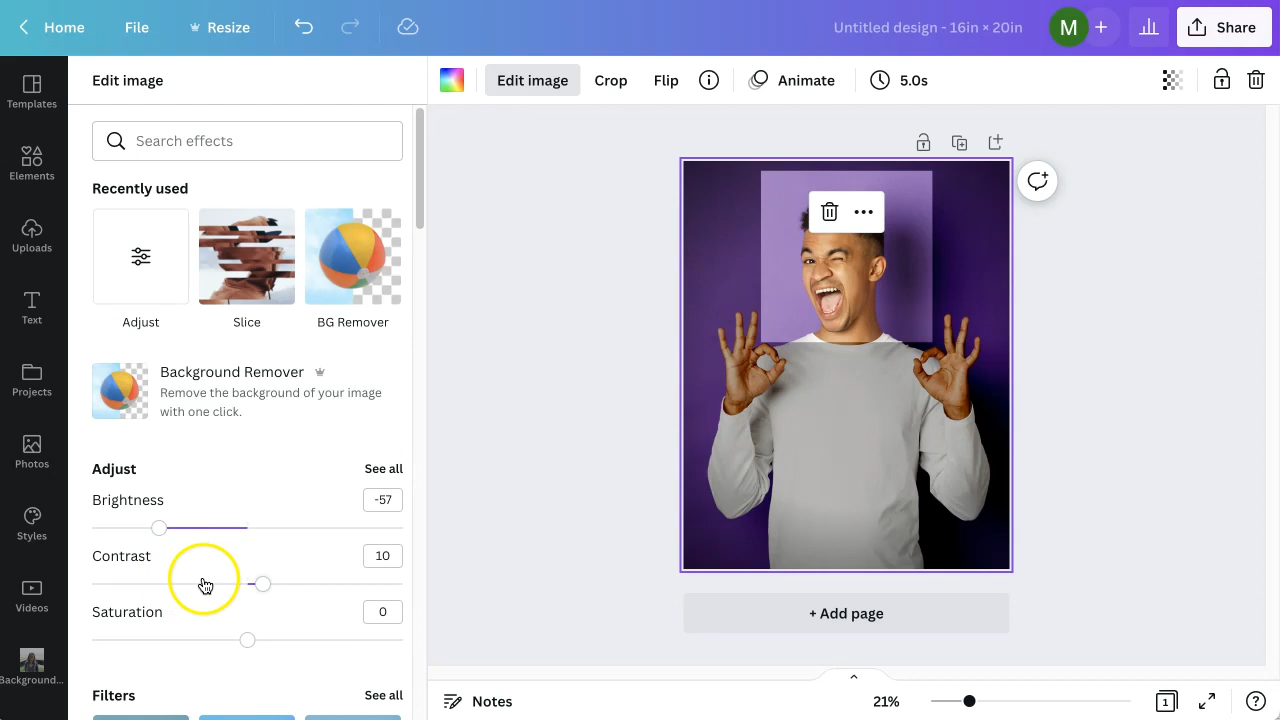 Home
File
Resize
Untitled design - 16in × 20in
M
Share
Templates
Elements
Uploads
Text
Projects
Photos
Styles
Videos
Background...
Edit image
Search effects
Recently used
Adjust
Slice
BG Remover
Background Remover
Remove the background of your image
with one click.
Adjust
See all
Brightness
-57
Contrast
10
Saturation
0
Filters
See all
Edit image
Crop
Flip
Animate
5.0s
+ Add page
Notes
21%
1